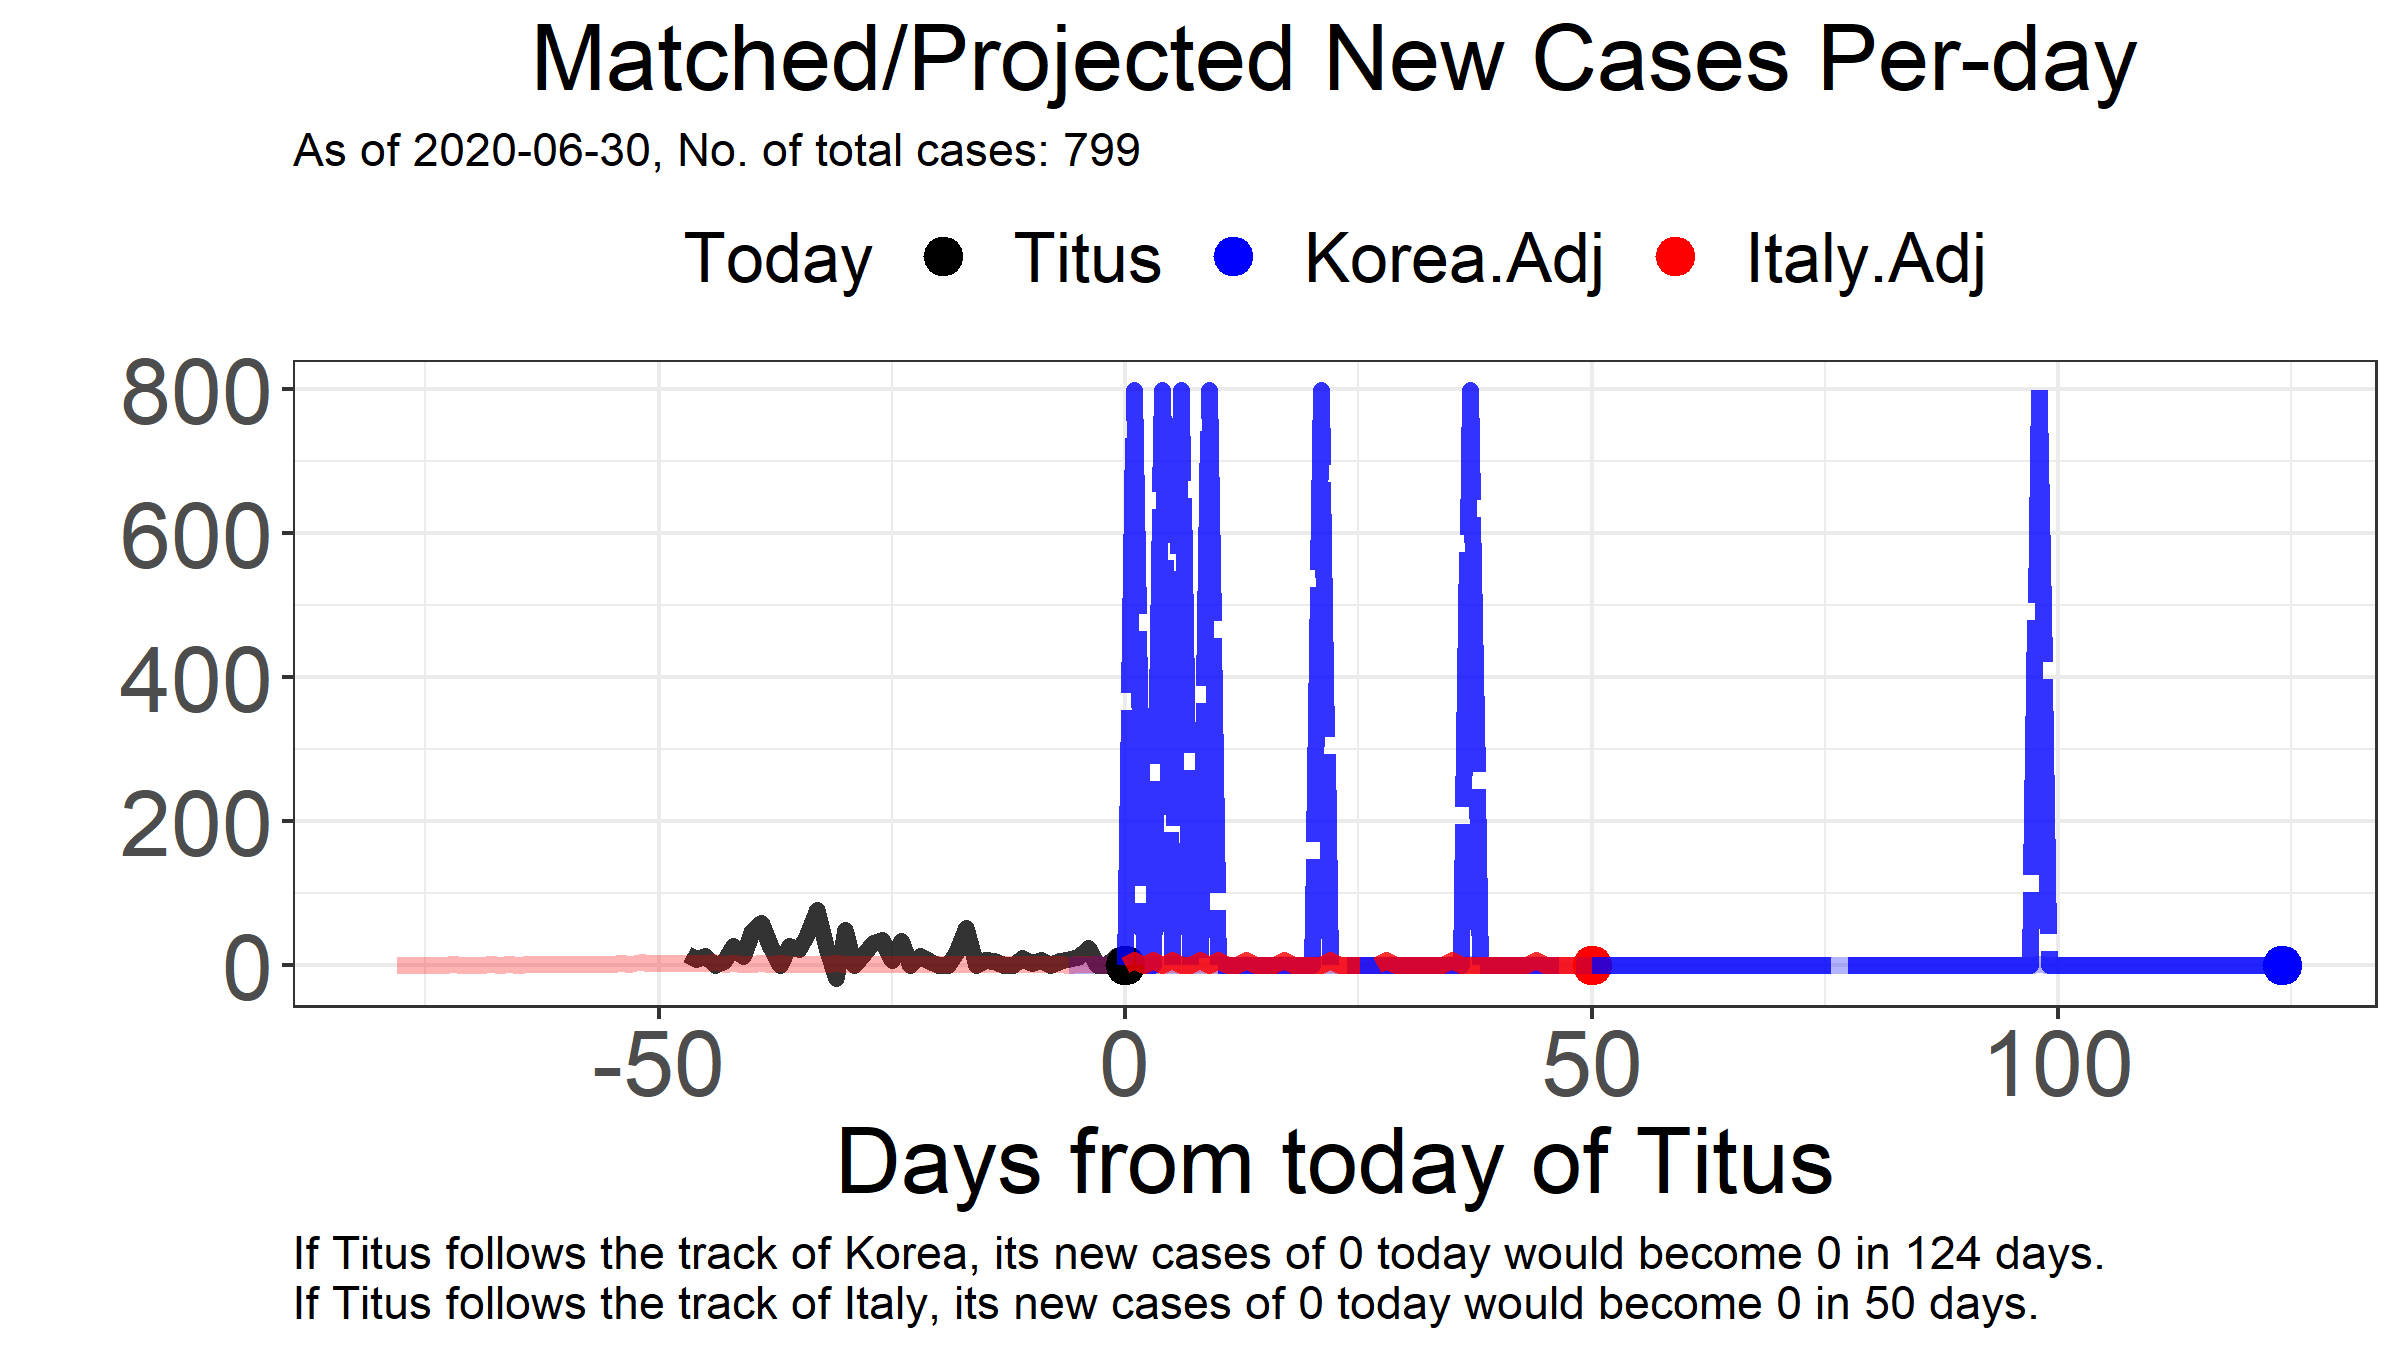 Matched/Projected New Cases Per-day
As of 2020-06-30, No. of total cases: 799
Today Titus Korea.Adj Italy.Adj
800
600
400
200
0
-50 0 50 100
Days from today of Titus
If Titus follows the track of Korea, its new cases of 0 today would become 0 in 124 days.
If Titus follows the track of Italy, its new cases of 0 today would become 0 in 50 days.